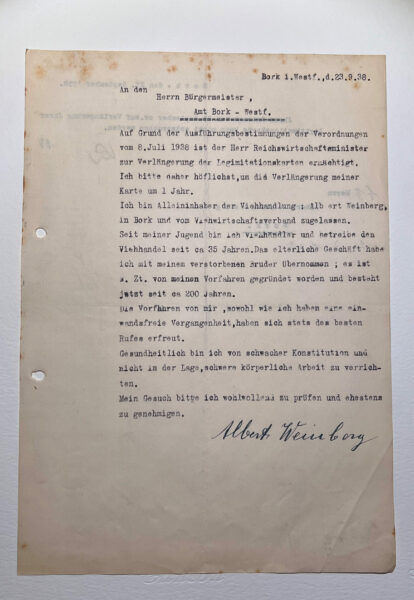 Bork i.Westf.,d.23.9.38.
An den
Herrn Bürgermeister,
Amt Bork - Westf.
Auf Grund der Ausführungsbestimmungen der Verordnungen
vom 8.Juli 1938 ist der Herr Reichswirtschaftsminister
zur Verlängerung der Legimitationskarten ermächtigt.
Ich bitte daher höflichst,um die Verlängerung meiner
Karte um 1 Jahr.
Ich bin Alleininhaber der Viehhandlung : Alb ert Weinberg,
in Bork und vom Viehwirtschaftsverband zugelassen.
Seit meiner Jugend bin ich Viehhändler und betreibe den
Viehhandel seit ca 35 Jahren.Das elterliche Geschäft habe
ich mit meinen verstorbenen Bruder übernommen ; es ist
s. Zt. von meinen Vorfahren gegründet worden und besteht
jetzt seit ca 200 Jahren.
Die Vorfahren von mir ,sowohl wie ich haben eine ein-
wandsfreie Vergangenheit,haben sich stets des besten
Rufes erfreut.
Gesundheitlich bin ich von schwacher Konstitution und
nicht in der Lage,schwere körperliche Arbeit zu verrich-
ten.
Mein Gesuch bitte ich wohlwollend zu prüfen und ehestens
zu genehmigen.
Albert Weinberg